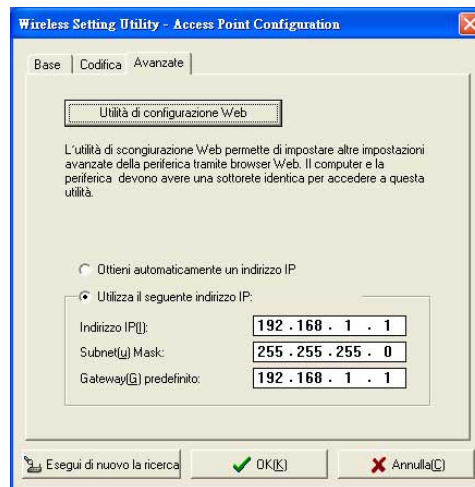 Wireless Setting Utility - Access Point Configuration
Base
Codifica
Avanzate
Utilità di configurazione Web
L'utilità di scongiurazione Web permette di impostare altre impostazioni
avanzate della periferica tramite browser Web. Il computer e la
periferica devono avere una sottorete identica per accedere a questa
utilità.
Ottieni automaticamente un indirizzo IP
Utilizza il seguente indirizzo IP:
Indirizzo IP(I): 192 . 168 . 1 . 1
Subnet(u) Mask: 255 . 255 . 255 . 0
Gateway(G) predefinito: 192 . 168 . 1 . 1
Esegui di nuovo la ricerca
OK(K)
Annulla(C)